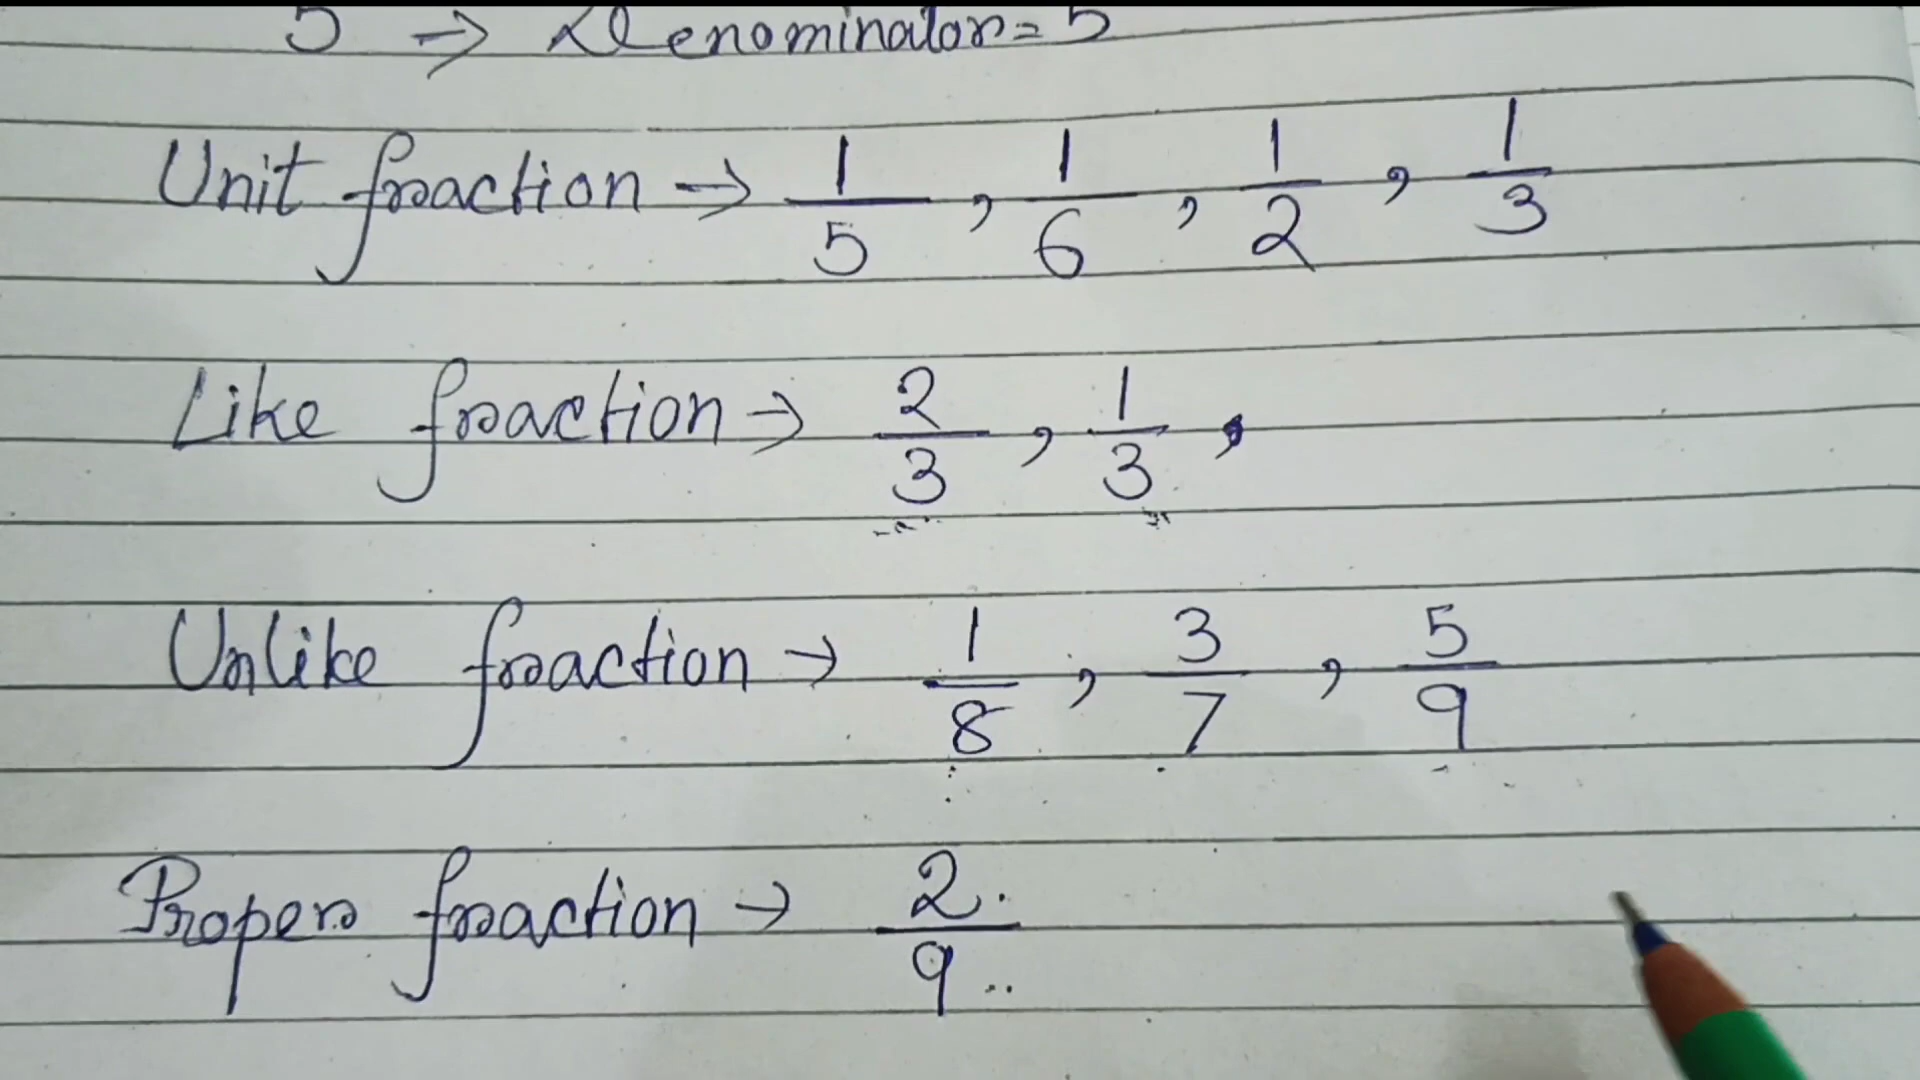 5 → Denominator = 5
Unit fraction → 1/5, 1/6, 1/2, 1/3
Like fraction → 2/3, 1/3,
Unlike fraction → 1/8, 3/7, 5/9
Proper fraction → 2/9